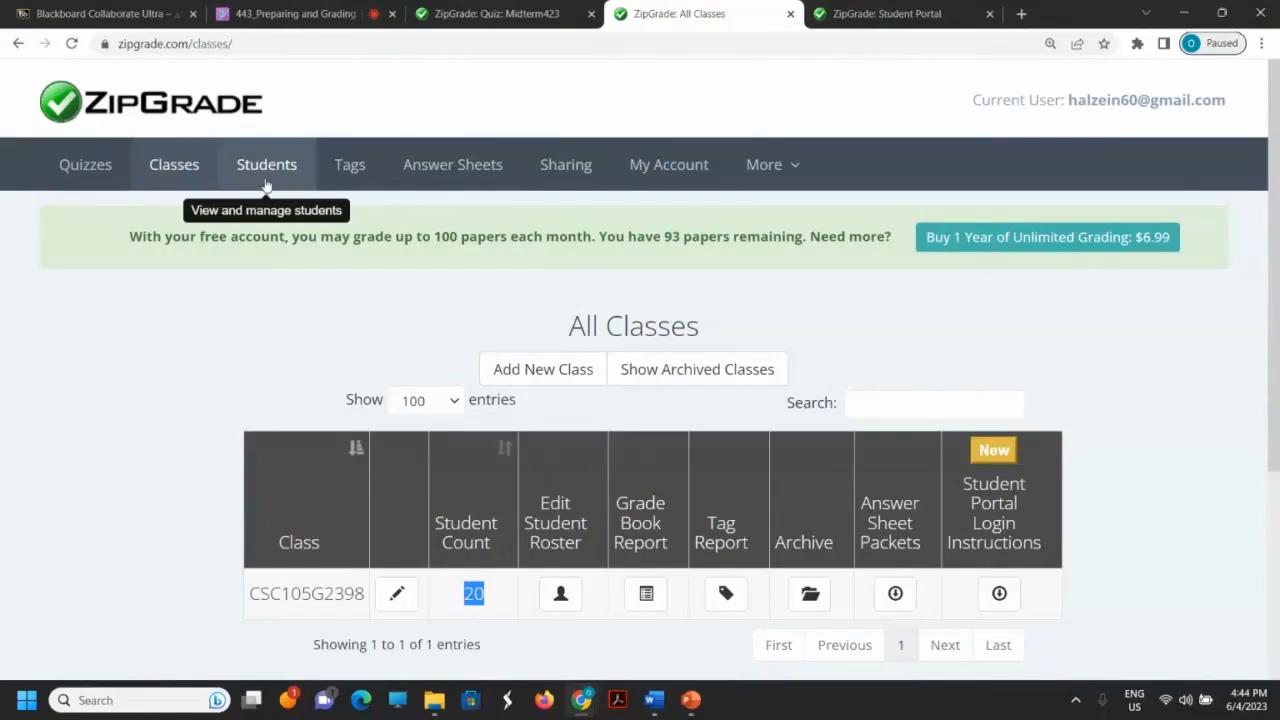 Blackboard Collaborate Ultra –
443_Preparing and Grading
ZipGrade: Quiz: Midterm423
ZipGrade: All Classes
ZipGrade: Student Portal
zipgrade.com/classes/
O Paused
ZIPGRADE
Current User: halzein60@gmail.com
Quizzes Classes Students Tags Answer Sheets Sharing My Account More
View and manage students
With your free account, you may grade up to 100 papers each month. You have 93 papers remaining. Need more?
Buy 1 Year of Unlimited Grading: $6.99
All Classes
Add New Class Show Archived Classes
Show 100 entries
Search:
Class
Student Count
Edit Student Roster
Grade Book Report
Tag Report
Archive
Answer Sheet Packets
New
Student Portal Login Instructions
CSC105G2398 20
Showing 1 to 1 of 1 entries
First Previous 1 Next Last
Search
ENG
US
4:44 PM
6/4/2023